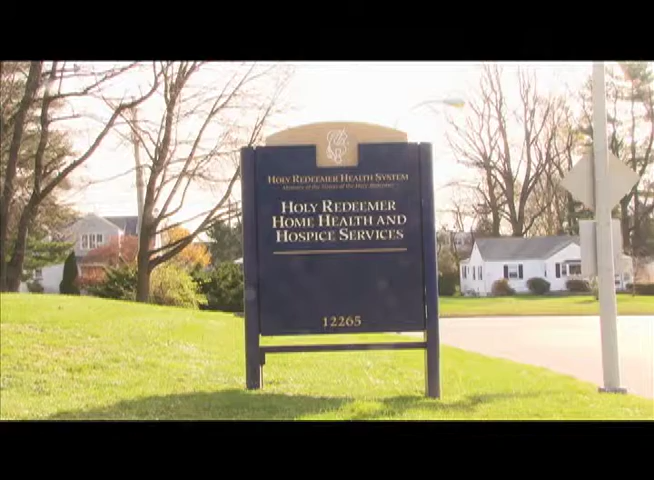 HOLY REDEEMER HEALTH SYSTEM
HOLY REDEEMER
HOME HEALTH AND
HOSPICE SERVICES
12265